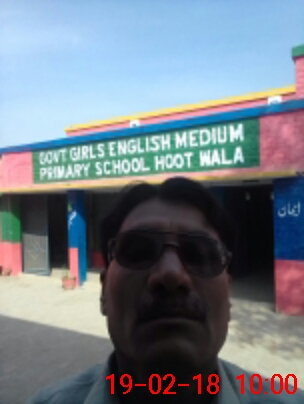 GOVT GIRLS ENGLISH MEDIUM
PRIMARY SCHOOL HOOT WALA
ایمان
19-02-18 10:00